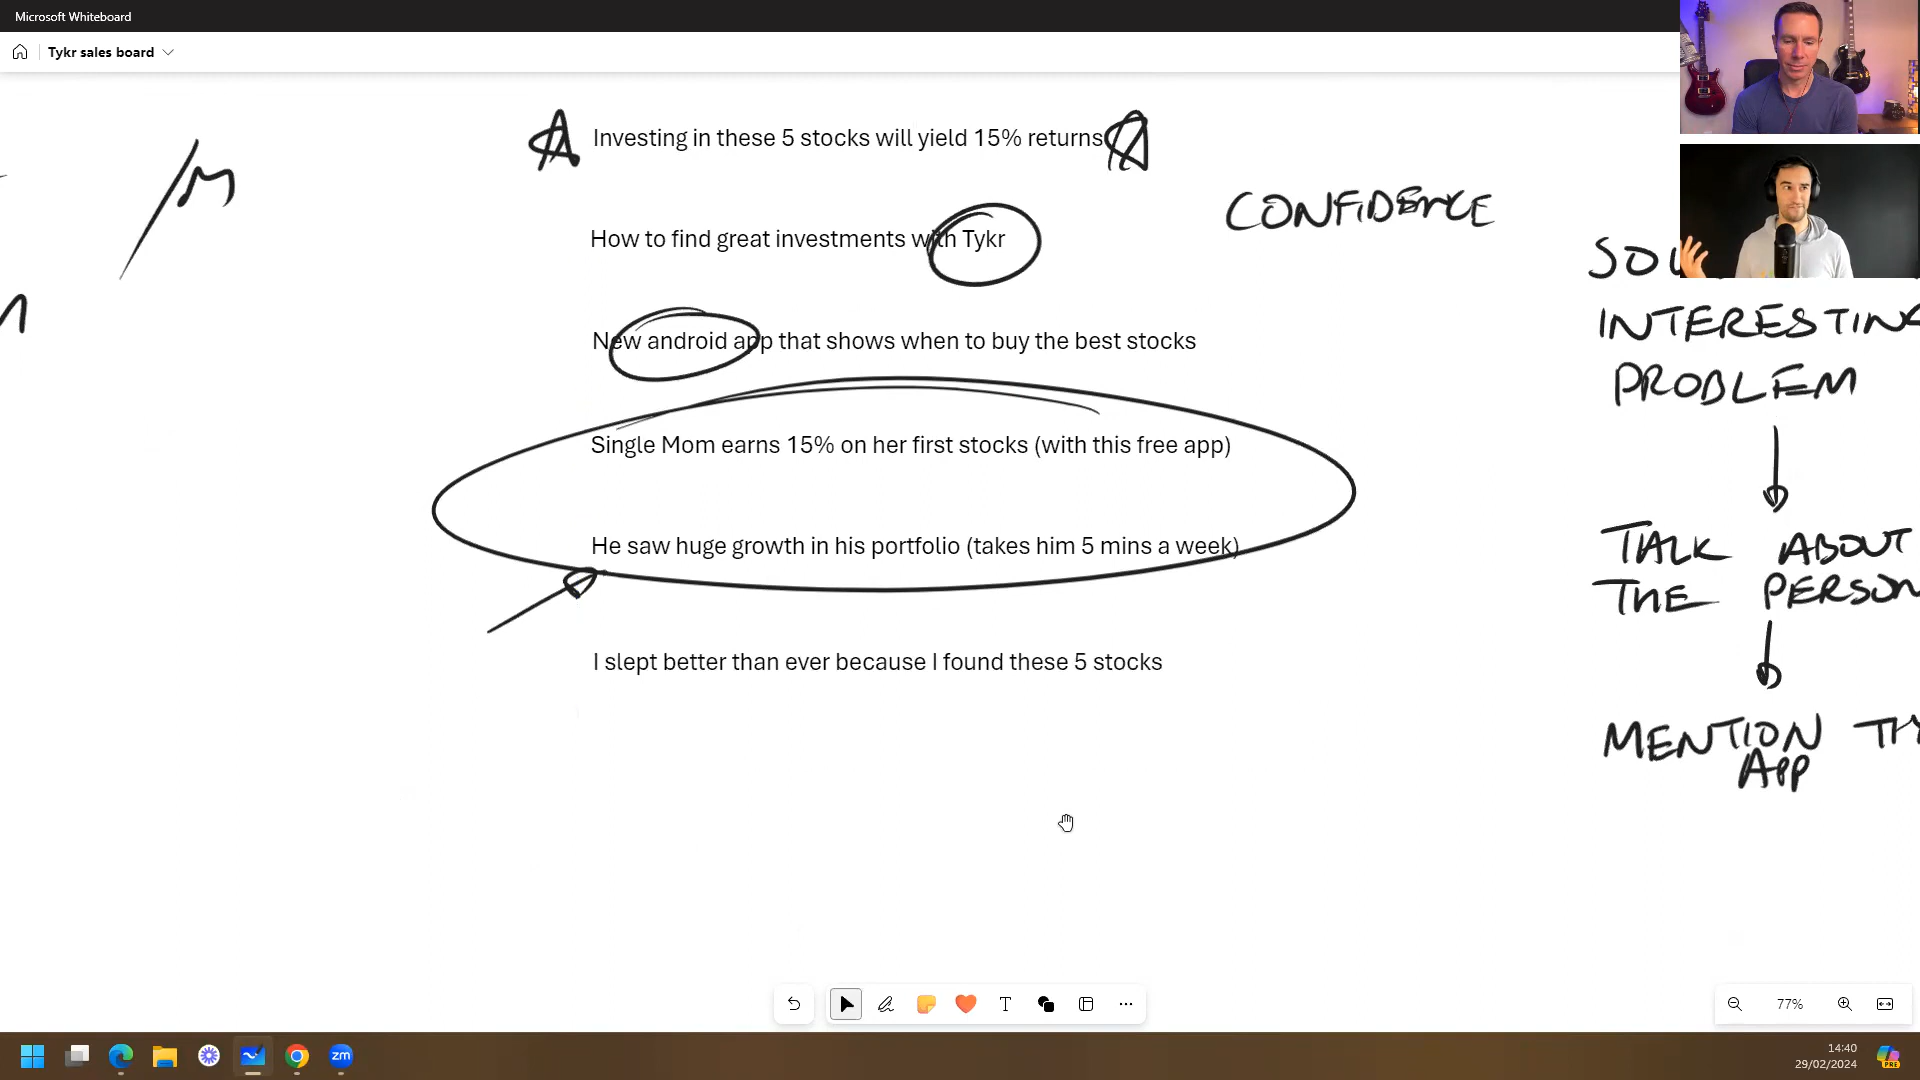 Microsoft Whiteboard
Tykr sales board
Investing in these 5 stocks will yield 15% returns
How to find great investments with Tykr
New android app that shows when to buy the best stocks
Single Mom earns 15% on her first stocks (with this free app)
He saw huge growth in his portfolio (takes him 5 mins a week)
I slept better than ever because I found these 5 stocks
/M
CONFIDENCE
INTERESTING
PROBLEM
TALK ABOUT
THE PERSON
MENTION
APP
77%
zm
14:40
29/02/2024
PRE